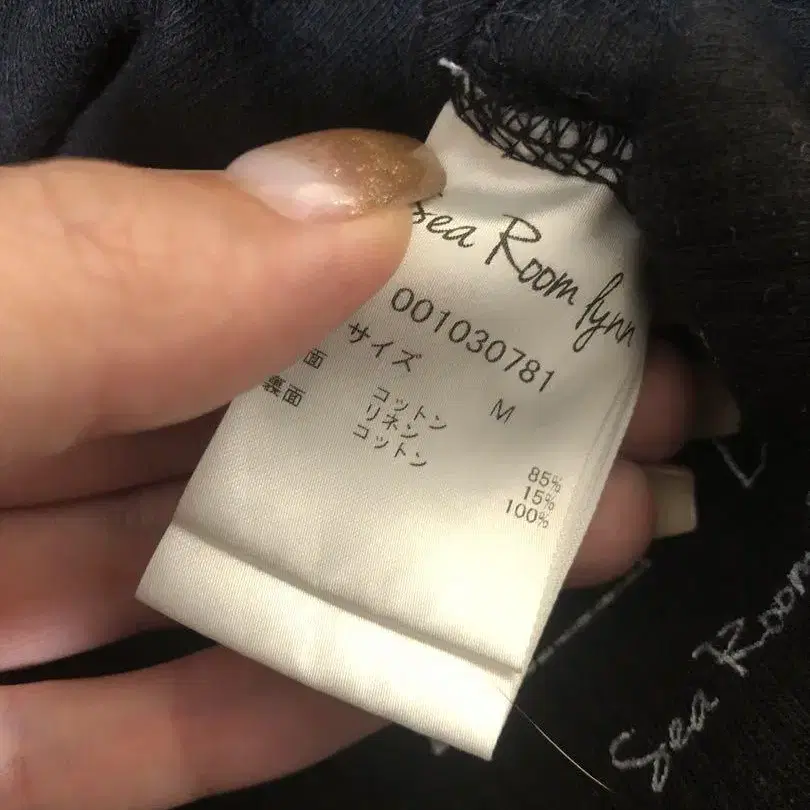 Sea Room lynn
001030781
サイズ M
面 コットン 85%
リネン 15%
裏面 コットン 100%
Sea Room